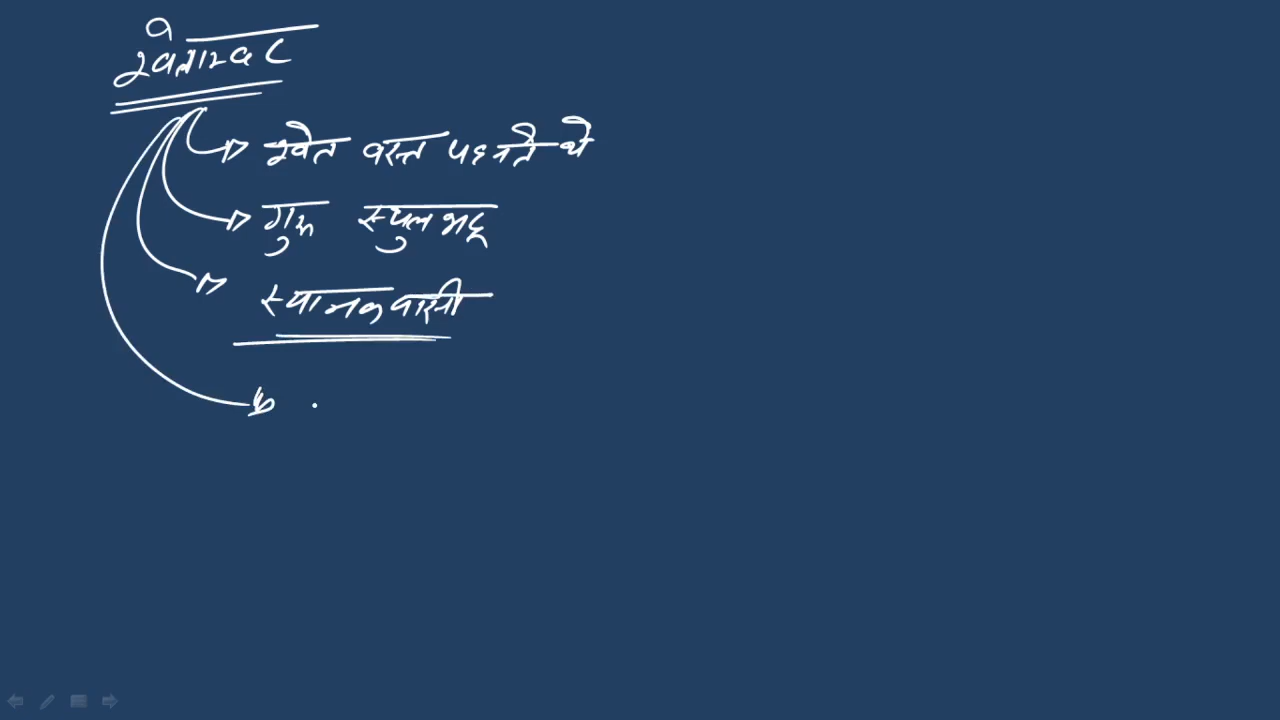 श्वेताम्बर
श्वेत वस्त्र पहनते थे
गुरु स्थुलभद्र
स्थानकवासी